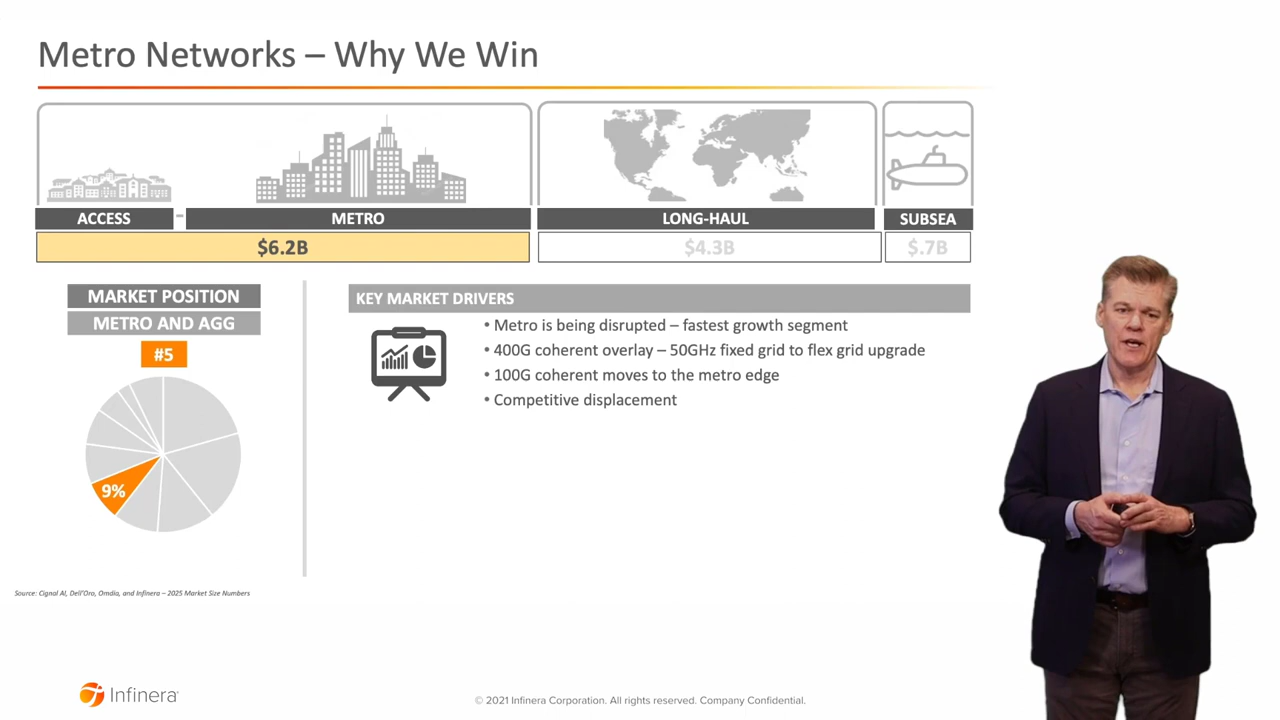 Metro Networks – Why We Win
ACCESS
METRO
LONG-HAUL
SUBSEA
$6.2B
$4.3B
$.7B
MARKET POSITION
METRO AND AGG
#5
9%
KEY MARKET DRIVERS
• Metro is being disrupted – fastest growth segment
• 400G coherent overlay – 50GHz fixed grid to flex grid upgrade
• 100G coherent moves to the metro edge
• Competitive displacement
Source: Cignal AI, Dell'Oro, Omdia, and Infinera – 2025 Market Size Numbers
Infinera
© 2021 Infinera Corporation. All rights reserved. Company Confidential.